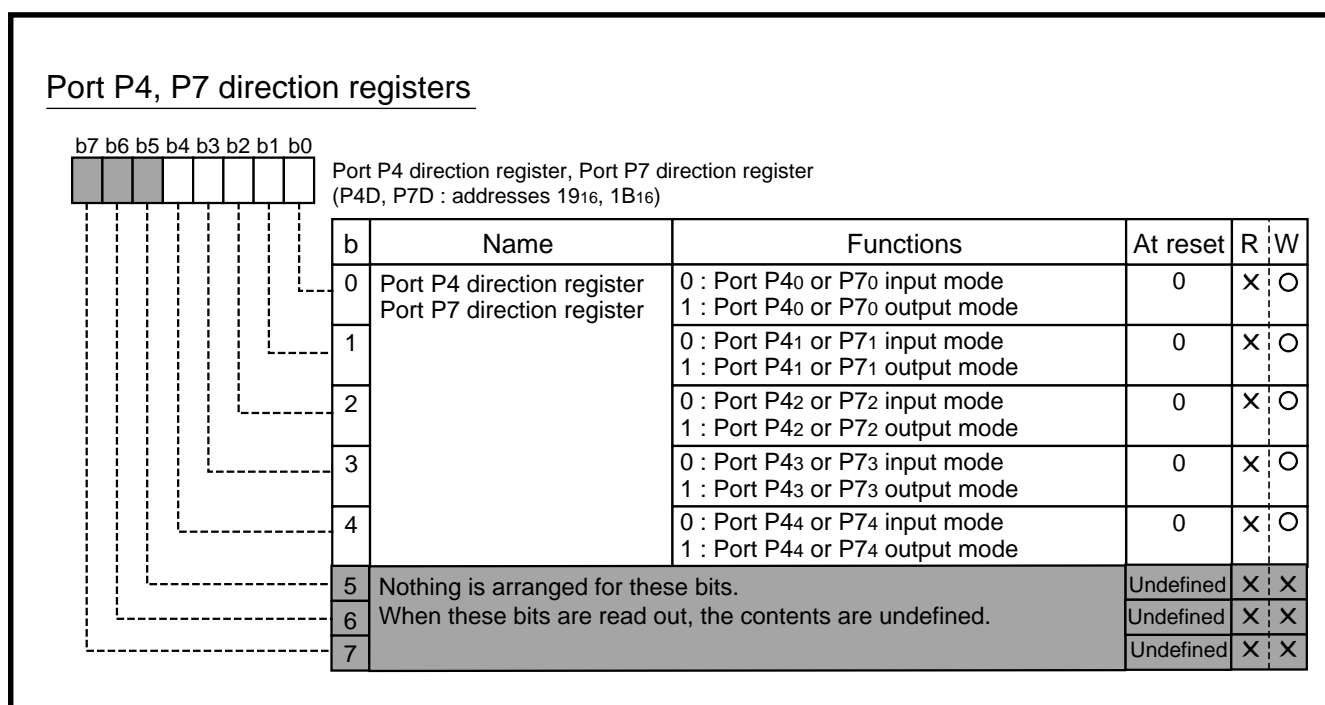 Port P4, P7 direction registers
b7 b6 b5 b4 b3 b2 b1 b0
Port P4 direction register, Port P7 direction register
(P4D, P7D : addresses 1916, 1B16)
b Name Functions At reset R W
0 Port P4 direction register 0 : Port P40 or P70 input mode 0 X O
Port P7 direction register 1 : Port P40 or P70 output mode
1 0 : Port P41 or P71 input mode 0 X O
1 : Port P41 or P71 output mode
2 0 : Port P42 or P72 input mode 0 X O
1 : Port P42 or P72 output mode
3 0 : Port P43 or P73 input mode 0 X O
1 : Port P43 or P73 output mode
4 0 : Port P44 or P74 input mode 0 X O
1 : Port P44 or P74 output mode
5 Nothing is arranged for these bits. Undefined X X
6 When these bits are read out, the contents are undefined. Undefined X X
7 Undefined X X